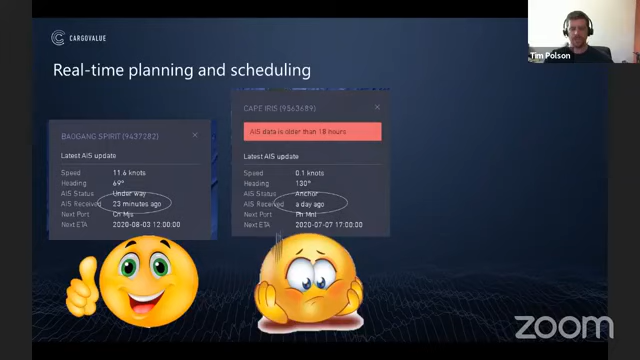 CARGOVALUE
Tim Polson
Real-time planning and scheduling
BAOGANG SPIRIT (9437282)
Latest AIS update
Speed 11.6 knots
Heading 69°
AIS Status Under way
AIS Received 23 minutes ago
Next Port Cn Mjs
Next ETA 2020-08-03 12:00:00
CAPE IRIS (9563689)
AIS data is older than 18 hours
Latest AIS update
Speed 0.1 knots
Heading 130°
AIS Status Anchor
AIS Received a day ago
Next Port Ph Mnl
Next ETA 2020-07-07 17:00:00
zoom